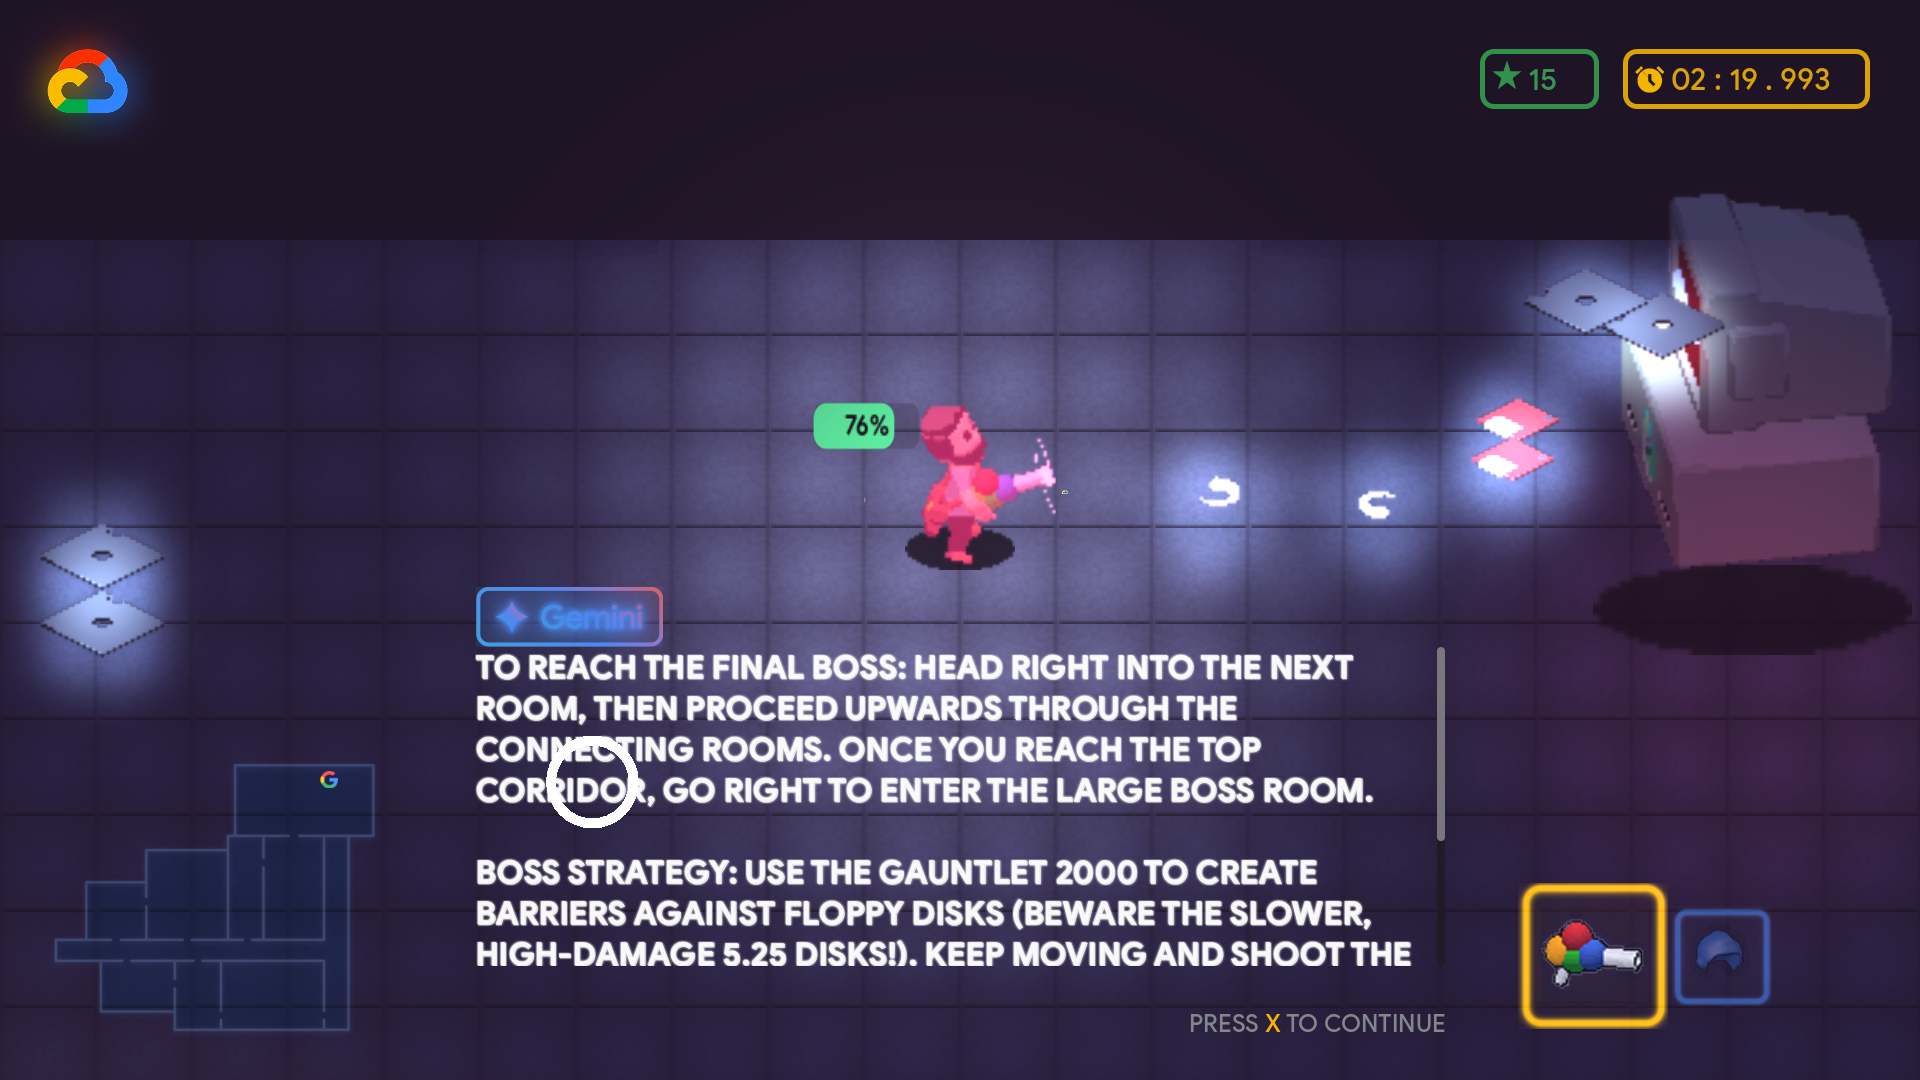 15
02 : 19 . 993
76%
Gemini
TO REACH THE FINAL BOSS: HEAD RIGHT INTO THE NEXT
ROOM, THEN PROCEED UPWARDS THROUGH THE
CONNECTING ROOMS. ONCE YOU REACH THE TOP
CORRIDOR, GO RIGHT TO ENTER THE LARGE BOSS ROOM.
BOSS STRATEGY: USE THE GAUNTLET 2000 TO CREATE
BARRIERS AGAINST FLOPPY DISKS (BEWARE THE SLOWER,
HIGH-DAMAGE 5.25 DISKS!). KEEP MOVING AND SHOOT THE
PRESS X TO CONTINUE
G